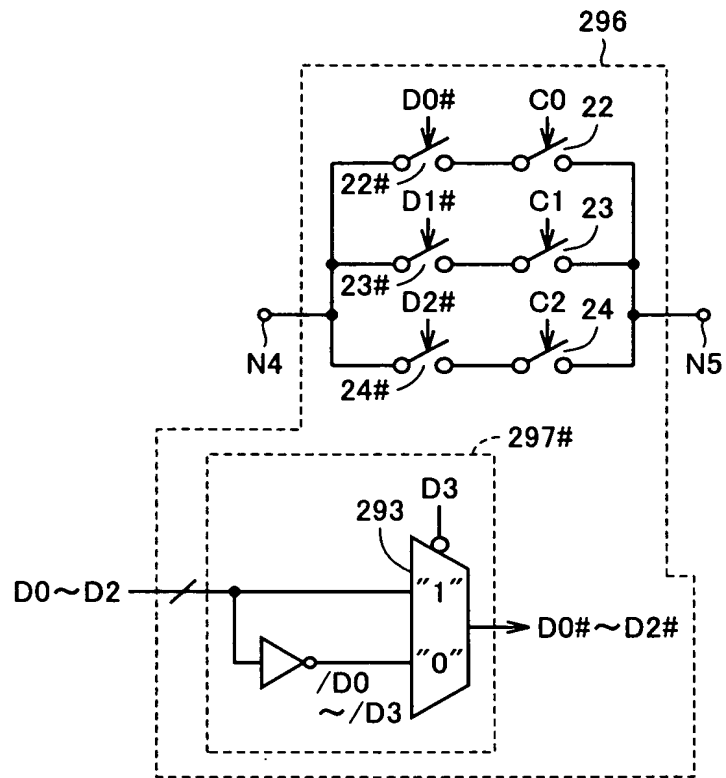 296
D0# C0
22
22#
D1# C1
23
23#
D2# C2
24
24#
N4 N5
297#
D3
293
D0~D2
"1"
D0#~D2#
"0"
/D0
~/D3